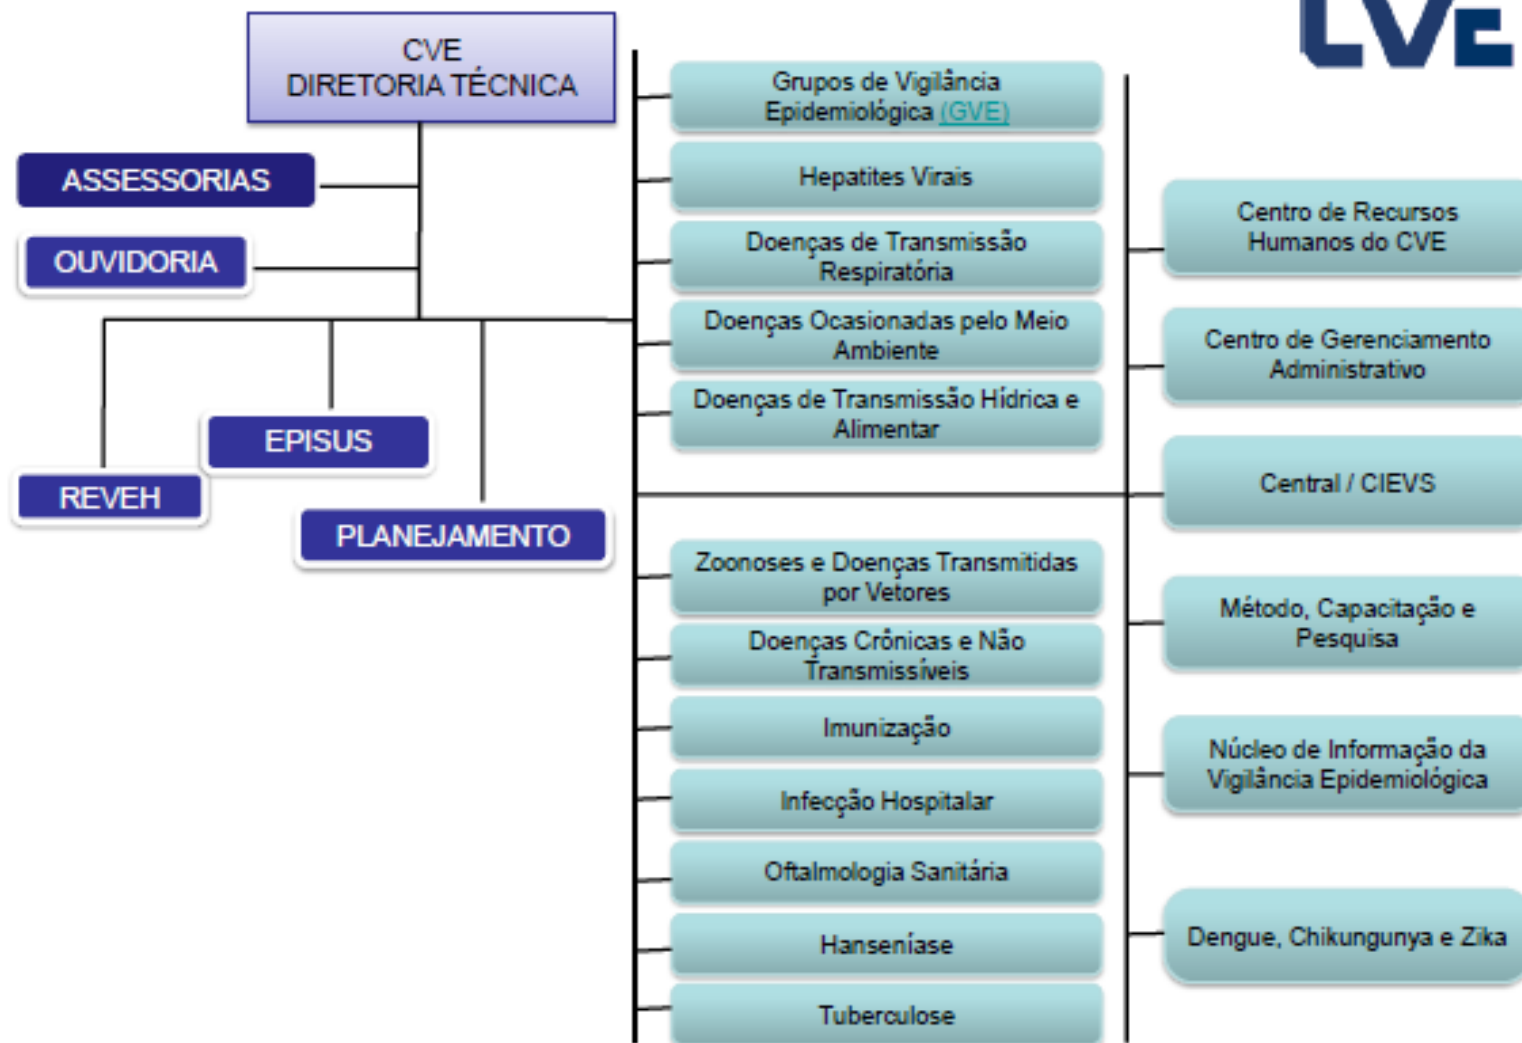 CVE
CVE
DIRETORIA TÉCNICA
ASSESSORIAS
OUVIDORIA
REVEH
EPISUS
PLANEJAMENTO
Grupos de Vigilância
Epidemiológica (GVE)
Hepatites Virais
Doenças de Transmissão
Respiratória
Doenças Ocasionadas pelo Meio
Ambiente
Doenças de Transmissão Hídrica e
Alimentar
Zoonoses e Doenças Transmitidas
por Vetores
Doenças Crônicas e Não
Transmissíveis
Imunização
Infecção Hospitalar
Oftalmologia Sanitária
Hanseníase
Tuberculose
Centro de Recursos
Humanos do CVE
Centro de Gerenciamento
Administrativo
Central / CIEVS
Método, Capacitação e
Pesquisa
Núcleo de Informação da
Vigilância Epidemiológica
Dengue, Chikungunya e Zika